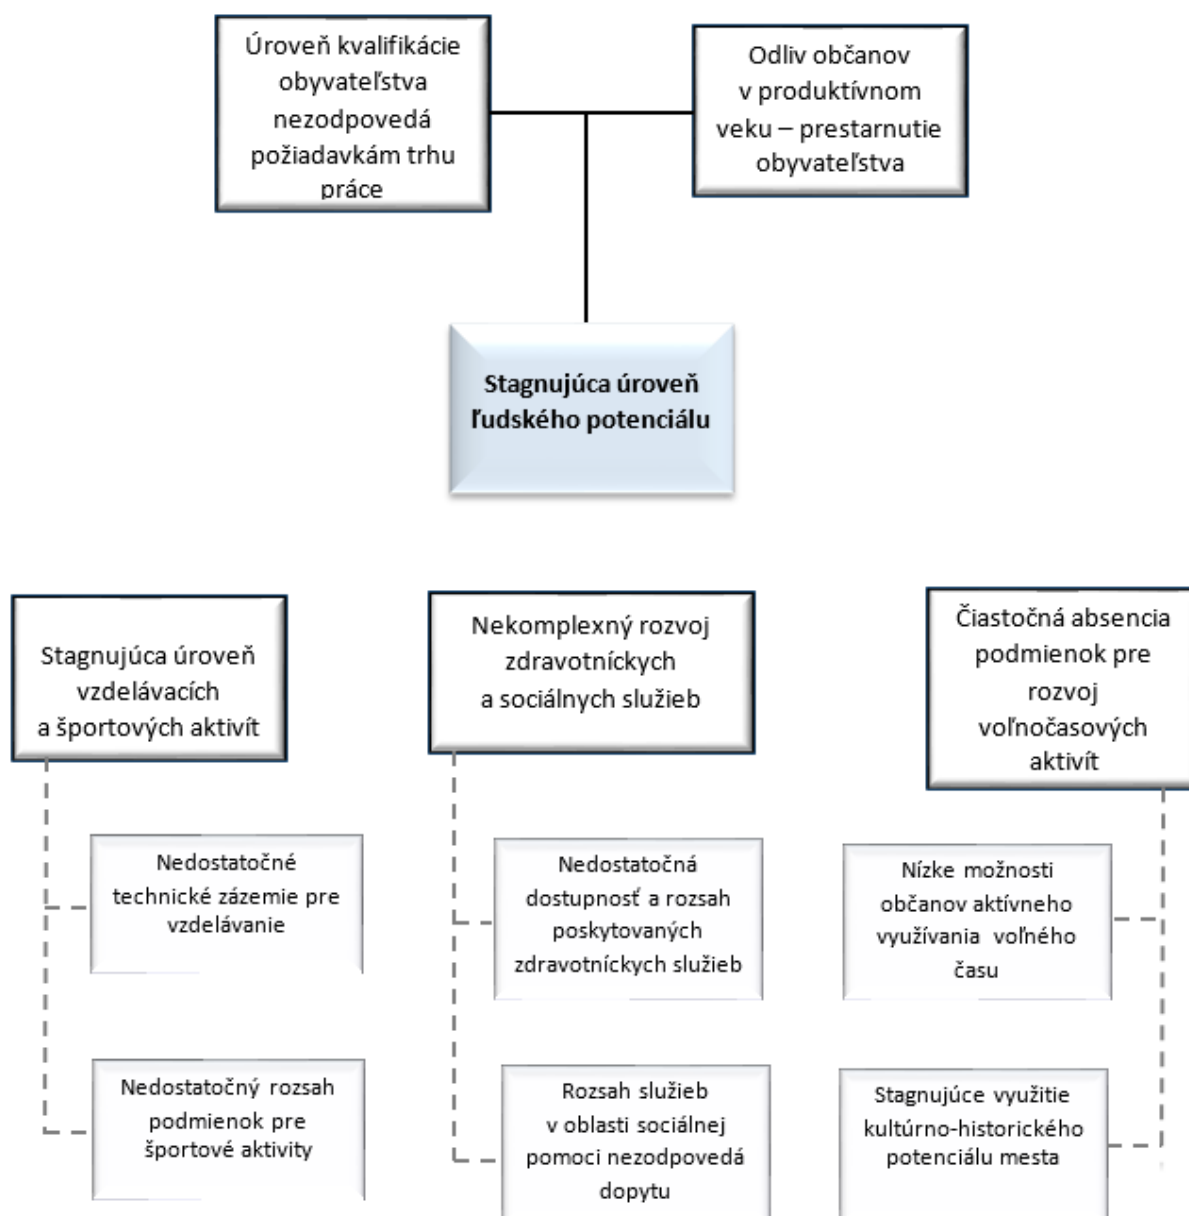 Úroveň kvalifikácie
obyvateľstva
nezodpovedá
požiadavkám trhu
práce
Odliv občanov
v produktívnom
veku – prestarnutie
obyvateľstva
Stagnujúca úroveň
ľudského potenciálu
Stagnujúca úroveň
vzdelávacích
a športových aktivít
Nedostatočné
technické zázemie pre
vzdelávanie
Nedostatočný rozsah
podmienok pre
športové aktivity
Nekomplexný rozvoj
zdravotníckych
a sociálnych služieb
Nedostatočná
dostupnosť a rozsah
poskytovaných
zdravotníckych služieb
Rozsah služieb
v oblasti sociálnej
pomoci nezodpovedá
dopytu
Čiastočná absencia
podmienok pre
rozvoj
voľnočasových
aktivít
Nízke možnosti
občanov aktívneho
využívania voľného
času
Stagnujúce využitie
kultúrno-historického
potenciálu mesta